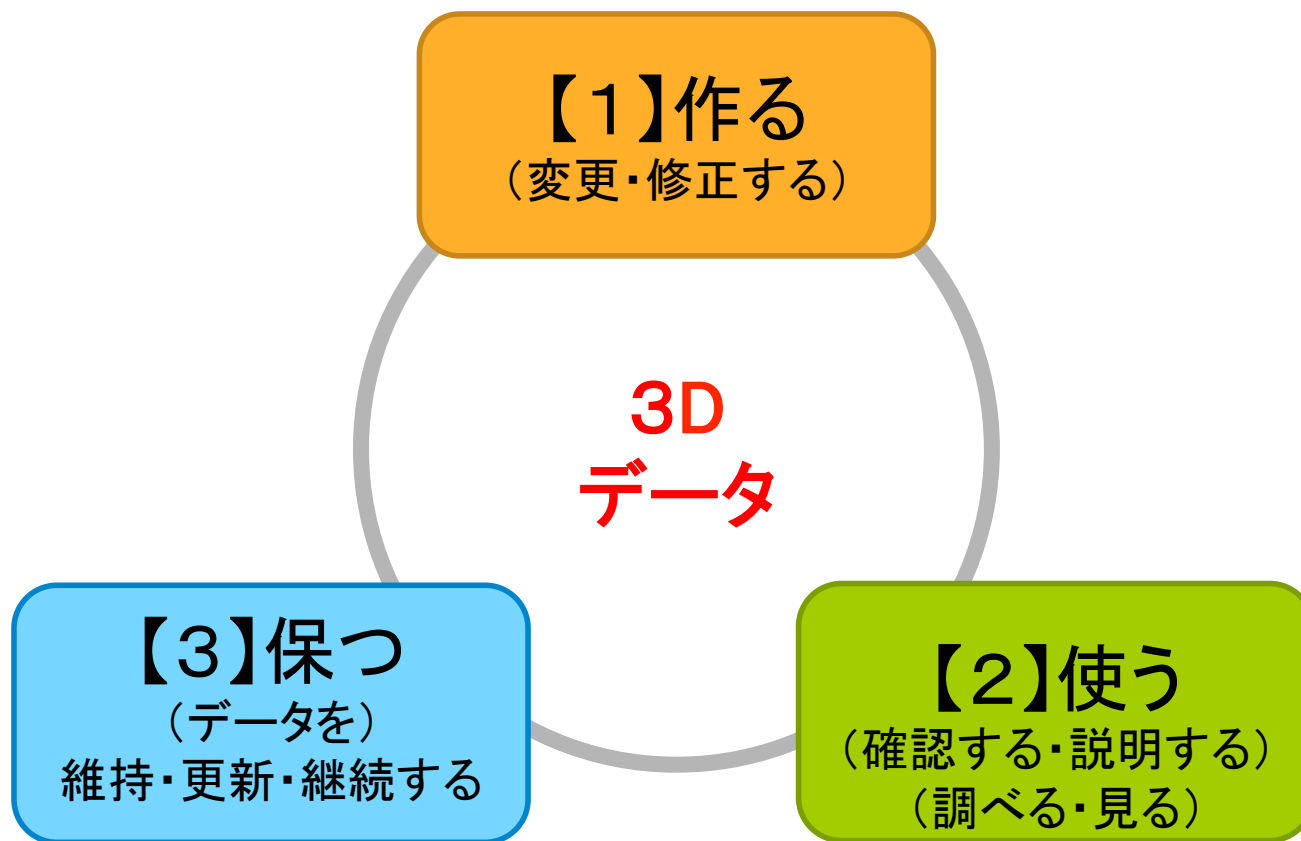 【１】作る
（変更・修正する）
３D
データ
【３】保つ
（データを）
維持・更新・継続する
【２】使う
（確認する・説明する）
（調べる・見る）